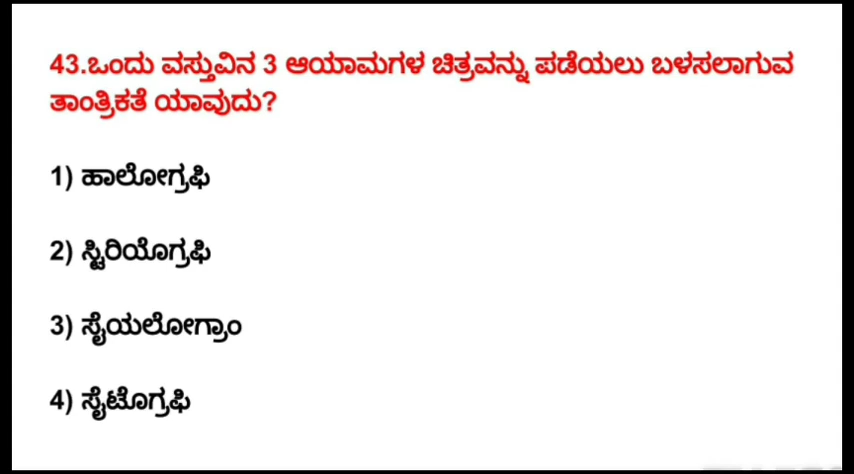 43.ಒಂದು ವಸ್ತುವಿನ 3 ಆಯಾಮಗಳ ಚಿತ್ರವನ್ನು ಪಡೆಯಲು ಬಳಸಲಾಗುವ
ತಾಂತ್ರಿಕತೆ ಯಾವುದು?
1) ಹಾಲೋಗ್ರಫಿ
2) ಸ್ಟಿರಿಯೊಗ್ರಫಿ
3) ಸೈಯಲೋಗ್ರಾಂ
4) ಸೈಟೊಗ್ರಫಿ